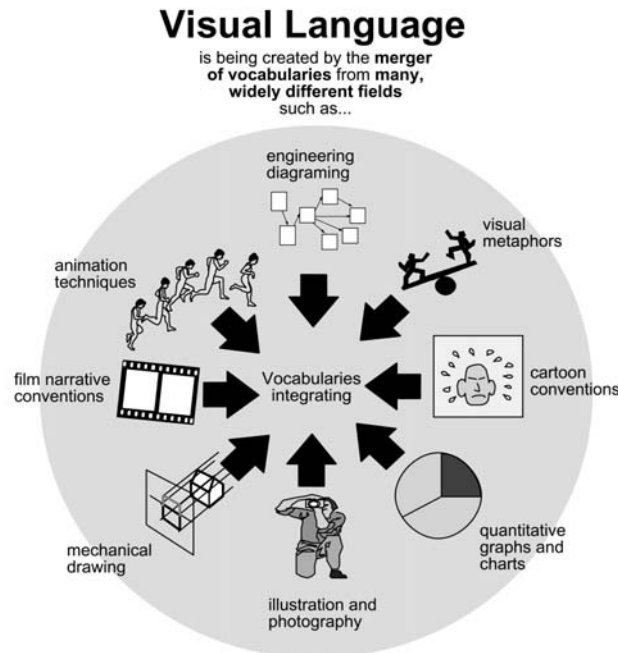 Visual Language
is being created by the merger
of vocabularies from many,
widely different fields
such as...
engineering
diagraming
visual
metaphors
animation
techniques
film narrative
conventions
Vocabularies
integrating
cartoon
conventions
mechanical
drawing
quantitative
graphs and
charts
illustration and
photography